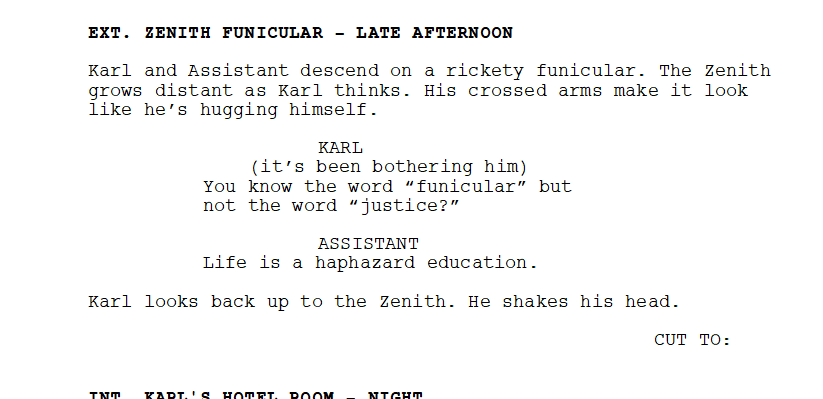 EXT. ZENITH FUNICULAR – LATE AFTERNOON
Karl and Assistant descend on a rickety funicular. The Zenith
grows distant as Karl thinks. His crossed arms make it look
like he’s hugging himself.
KARL
(it’s been bothering him)
You know the word “funicular” but
not the word “justice?”
ASSISTANT
Life is a haphazard education.
Karl looks back up to the Zenith. He shakes his head.
CUT TO:
INT. KARL'S HOTEL ROOM – NIGHT